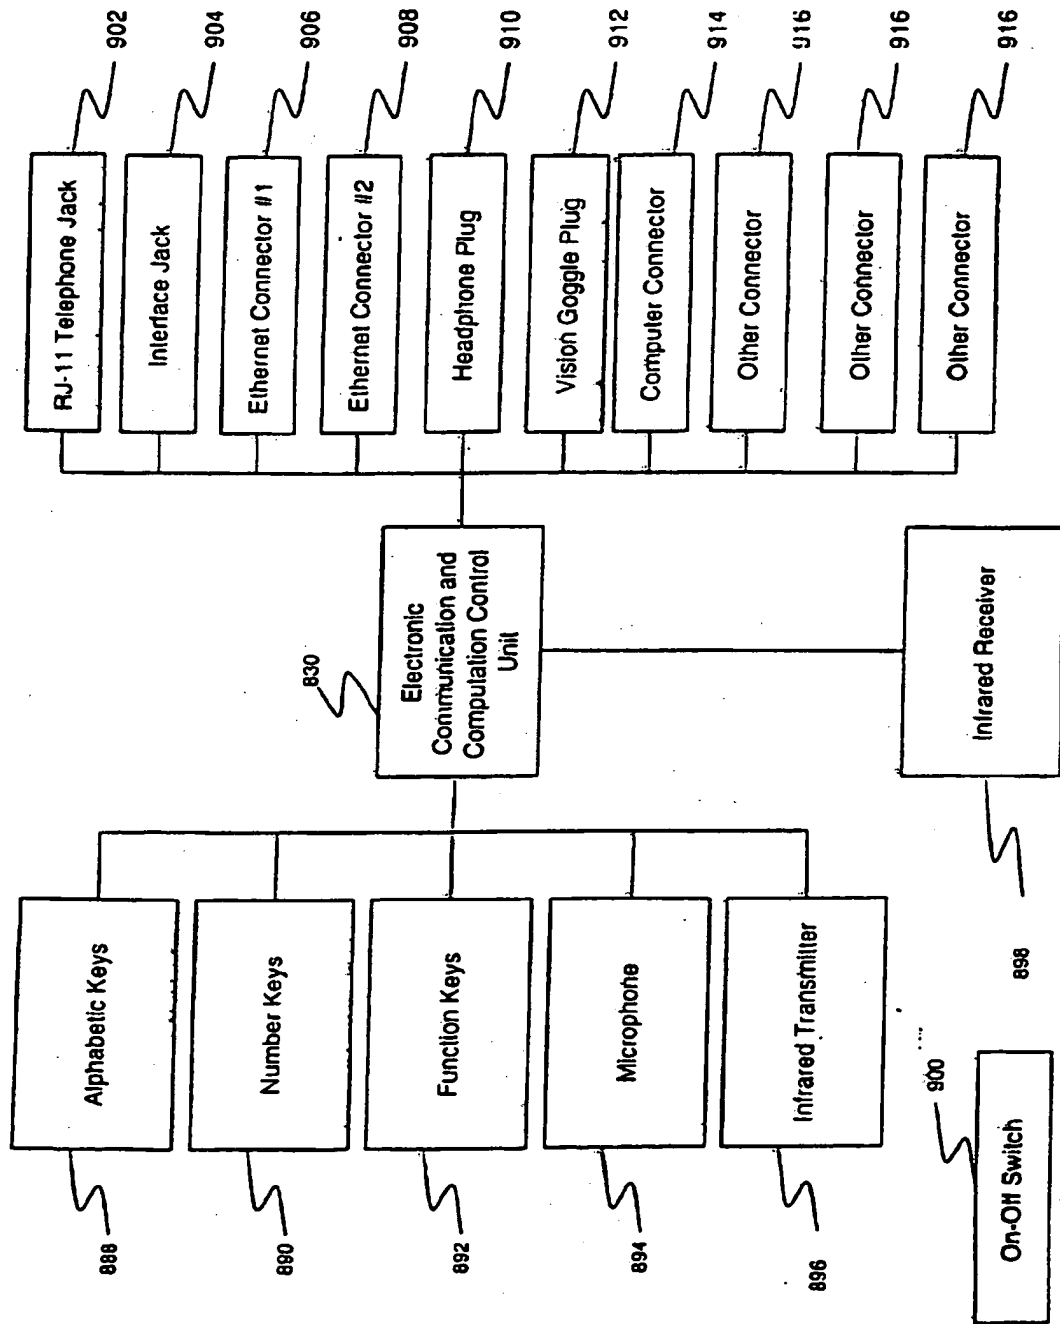 888
Alphabetic Keys
890
Number Keys
892
Function Keys
894
Microphone
896
Infrared Transmitter
900
On-Off Switch
830
Electronic
Communication and
Computation Control
Unit
898
Infrared Receiver
RJ-11 Telephone Jack
902
Interface Jack
904
Ethernet Connector #1
906
Ethernet Connector #2
908
Headphone Plug
910
Vision Goggle Plug
912
Computer Connector
914
Other Connector
916
Other Connector
916
Other Connector
916